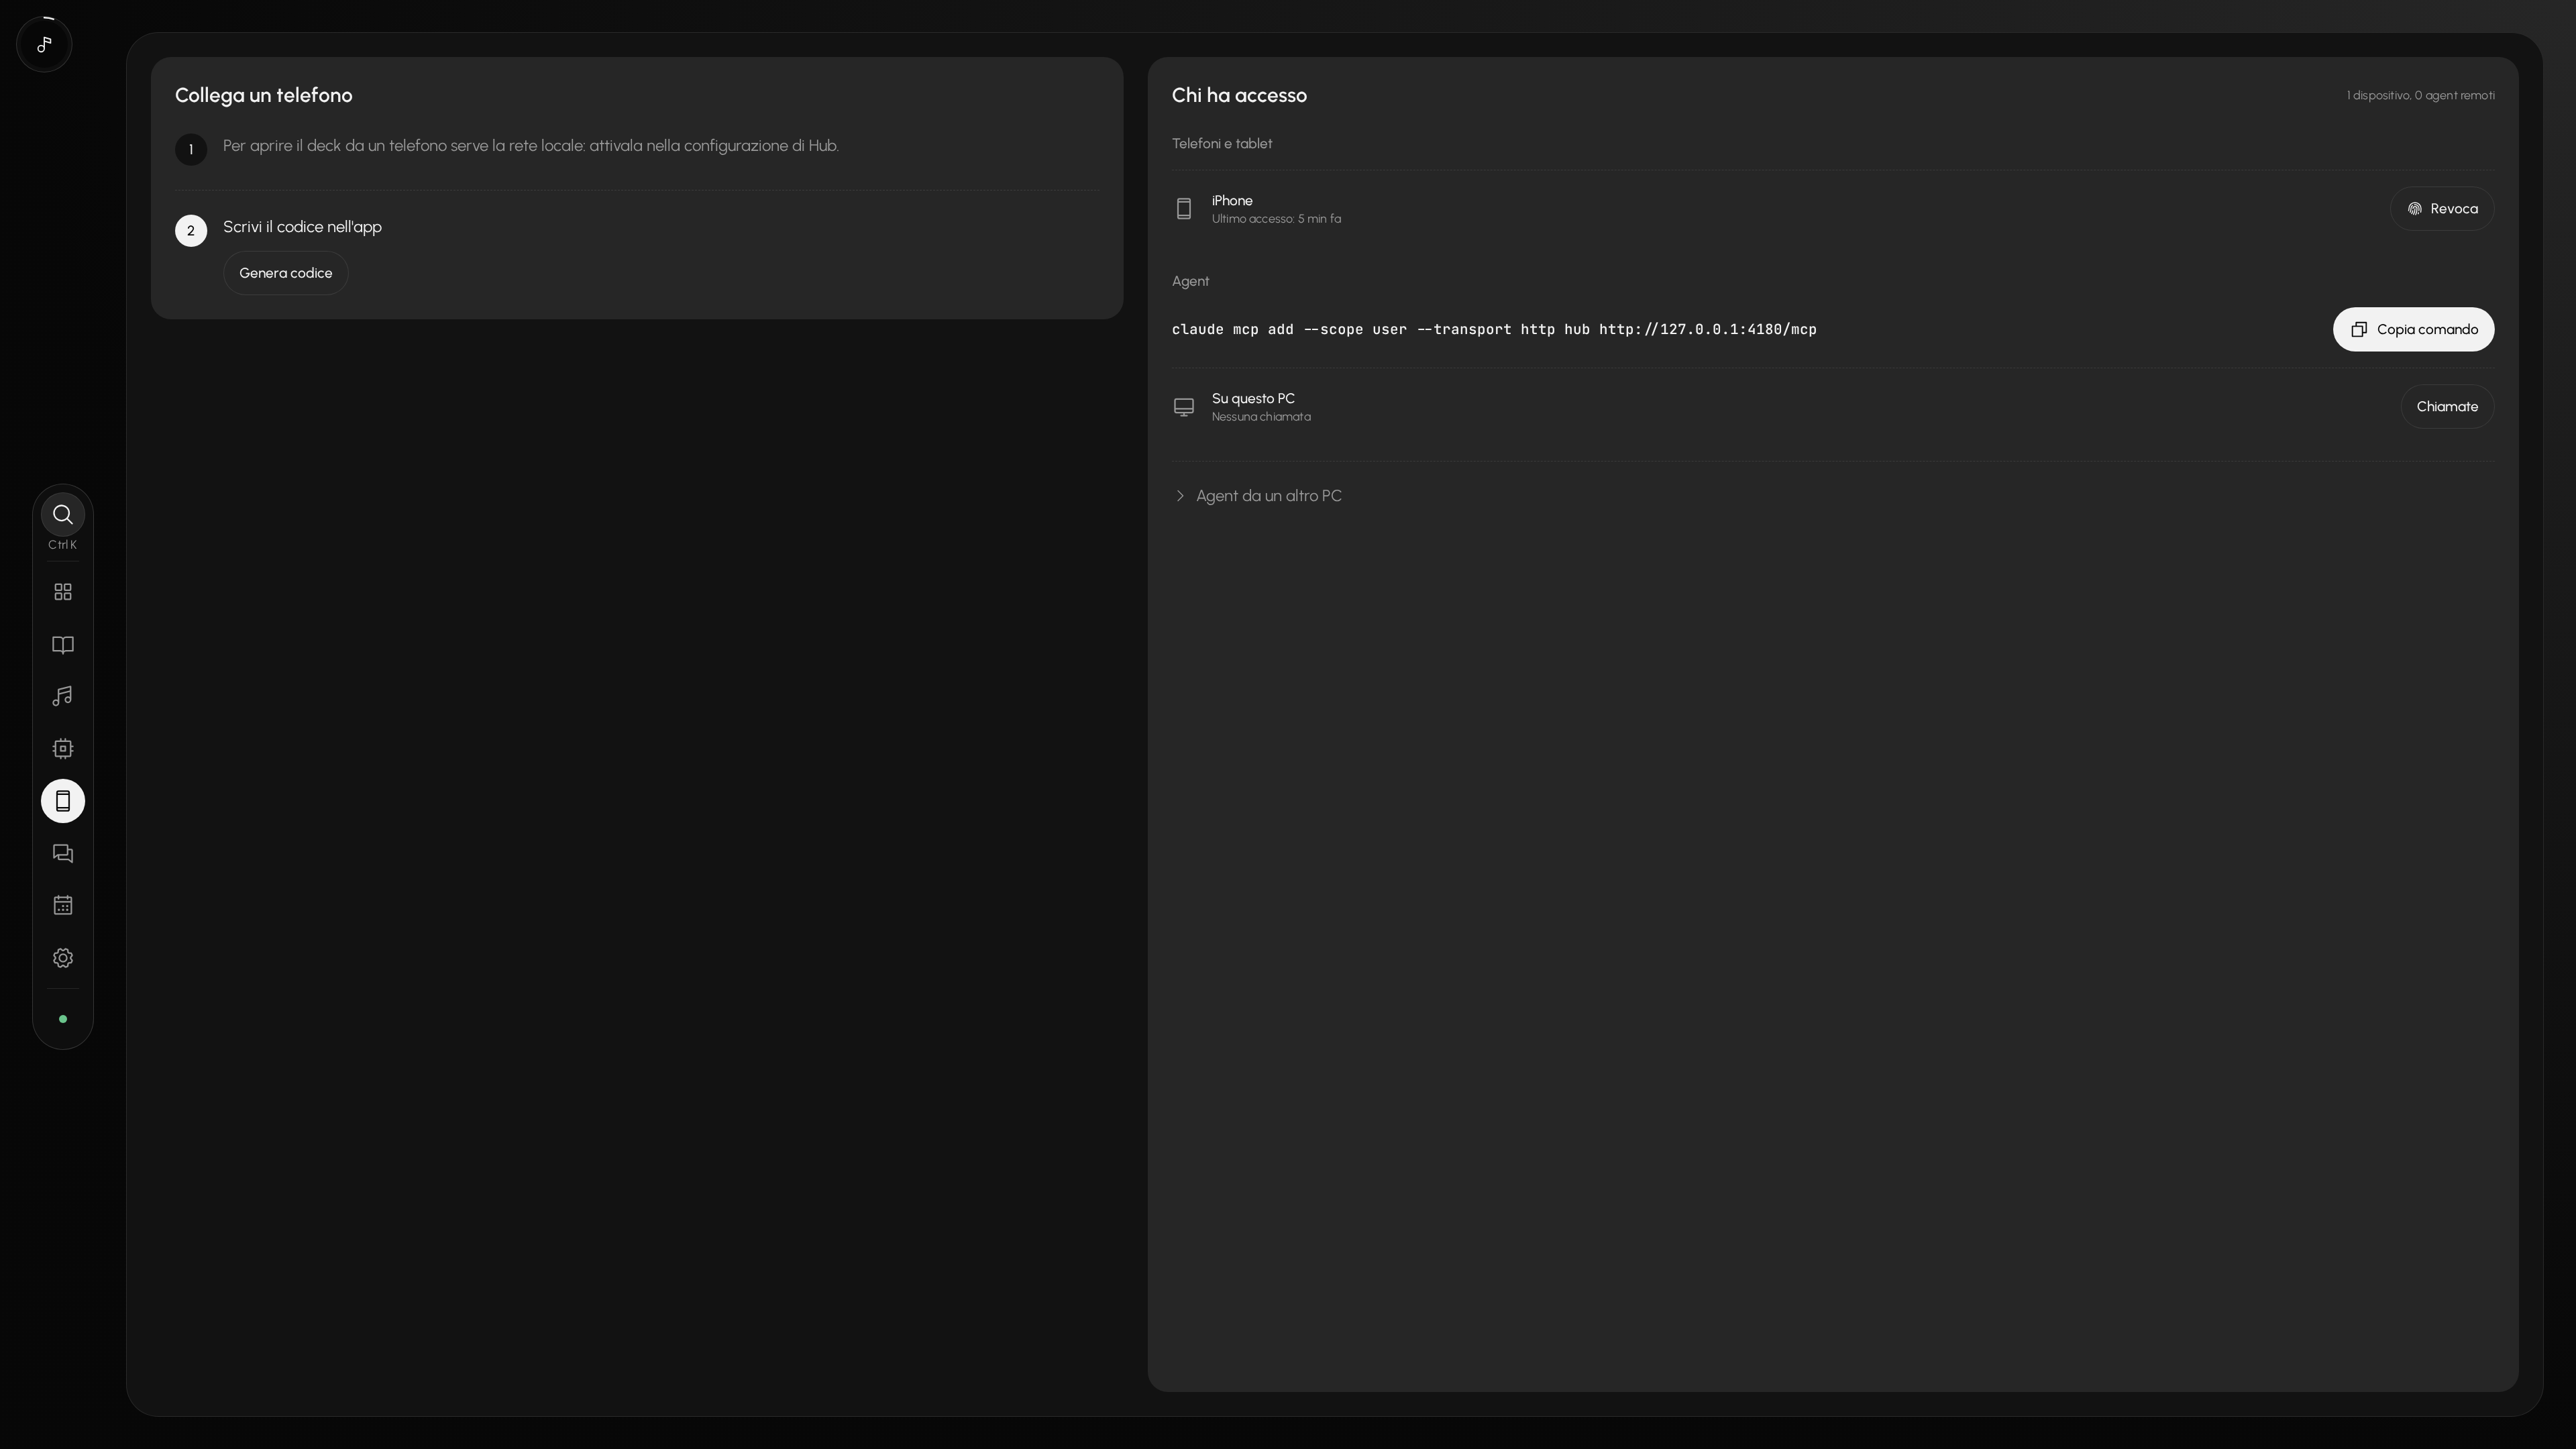 Collega un telefono
1
Per aprire il deck da un telefono serve la rete locale: attivala nella configurazione di Hub.
2
Scrivi il codice nell'app
Genera codice
Chi ha accesso
1 dispositivo, 0 agent remoti
Telefoni e tablet
iPhone
Ultimo accesso: 5 min fa
Revoca
Agent
claude mcp add --scope user --transport http hub http://127.0.0.1:4180/mcp
Copia comando
Su questo PC
Nessuna chiamata
Chiamate
Agent da un altro PC
Ctrl K